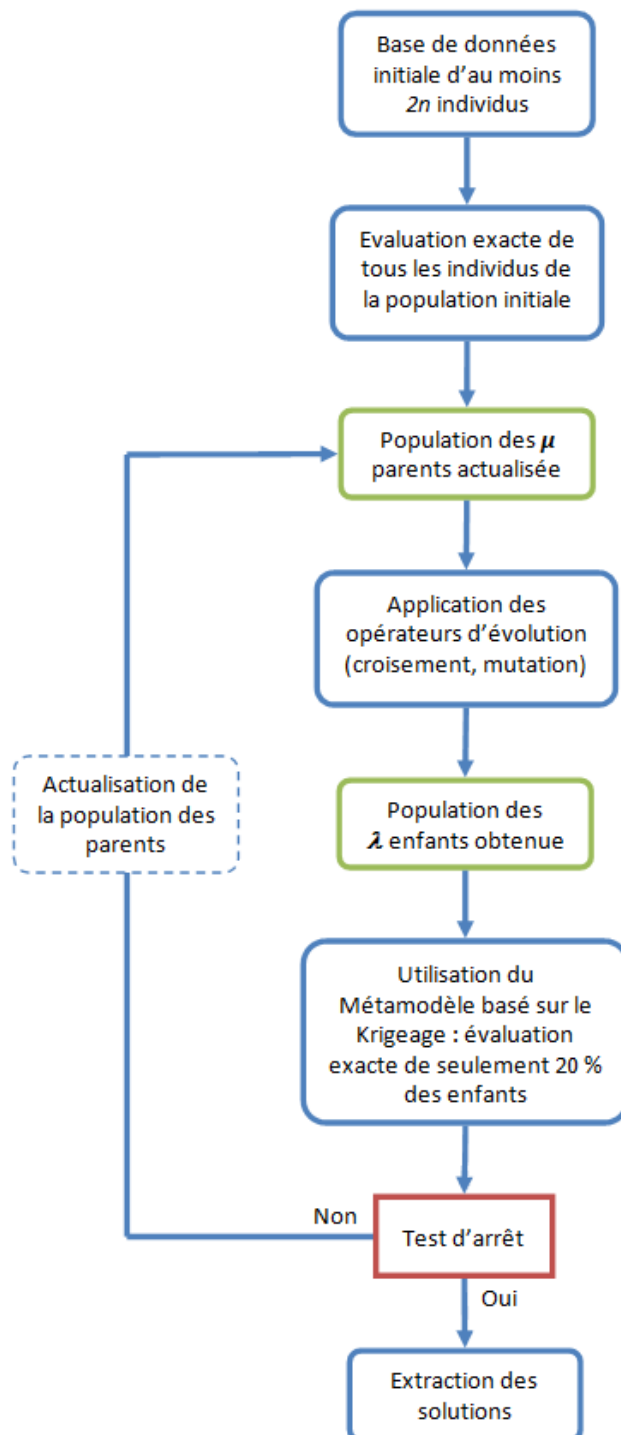 Base de données
initiale d'au moins
2n individus
Evaluation exacte de
tous les individus de
la population initiale
Population des μ
parents actualisée
Application des
opérateurs d'évolution
(croisement, mutation)
Actualisation de
la population des
parents
Population des
λ enfants obtenue
Utilisation du
Métamodèle basé sur le
Krigeage : évaluation
exacte de seulement 20 %
des enfants
Non
Test d'arrêt
Oui
Extraction des
solutions